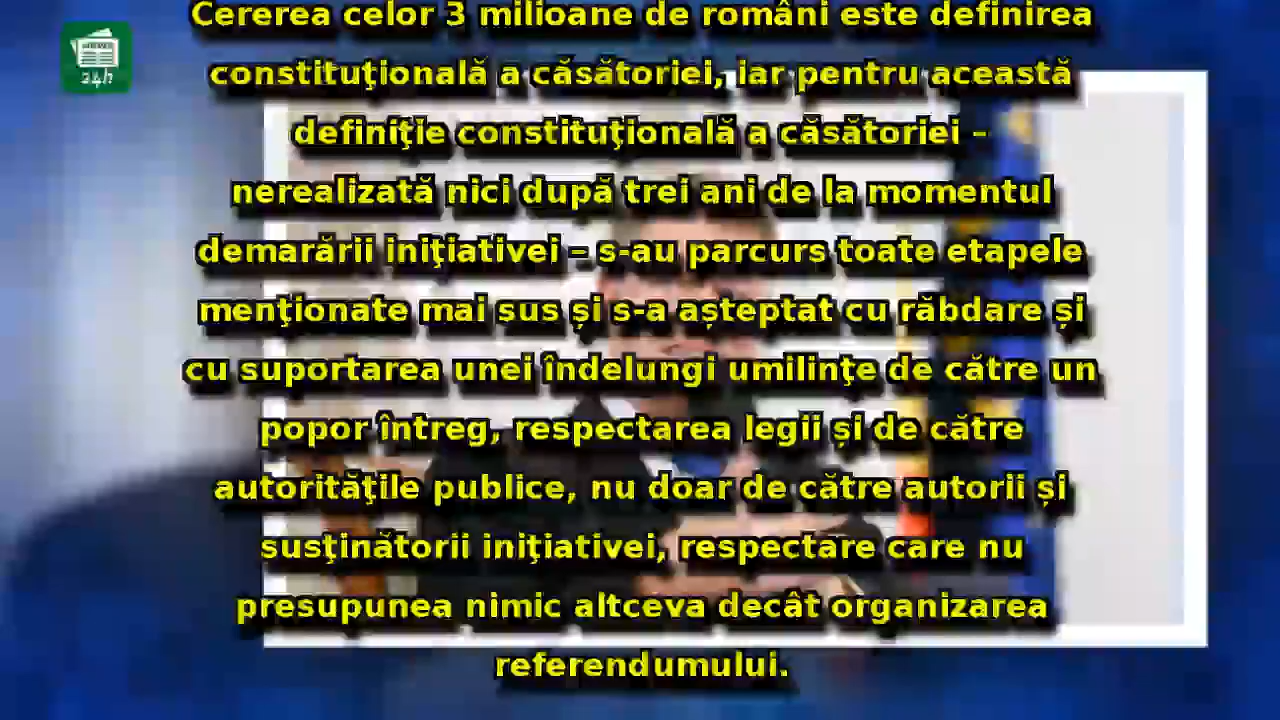 Cererea celor 3 milioane de români este definirea
constituţională a căsătoriei, iar pentru această
definiţie constituţională a căsătoriei –
nerealizată nici după trei ani de la momentul
demarării iniţiativei – s-au parcurs toate etapele
menţionate mai sus și s-a așteptat cu răbdare și
cu suportarea unei îndelungi umilinţe de către un
popor întreg, respectarea legii și de către
autorităţile publice, nu doar de către autorii și
susţinătorii iniţiativei, respectare care nu
presupunea nimic altceva decât organizarea
referendumului.
24/7